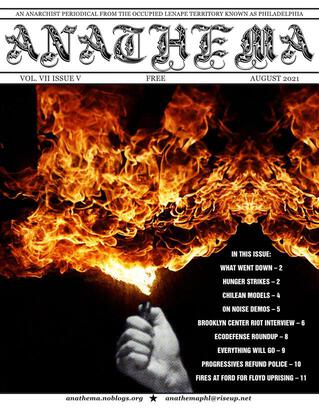 AN ANARCHIST PERIODICAL FROM THE OCCUPIED LENAPE TERRITORY KNOWN AS PHILADELPHIA
ANATHEMA
VOL. VII ISSUE V FREE AUGUST 2021
IN THIS ISSUE:
WHAT WENT DOWN – 2
HUNGER STRIKES – 2
CHILEAN MODELS – 4
ON NOISE DEMOS – 5
BROOKLYN CENTER RIOT INTERVIEW – 6
ECODEFENSE ROUNDUP – 8
EVERYTHING WILL GO – 9
PROGRESSIVES REFUND POLICE – 10
FIRES AT FORD FOR FLOYD UPRISING – 11
anathema.noblogs.org ★ anathemaphl@riseup.net